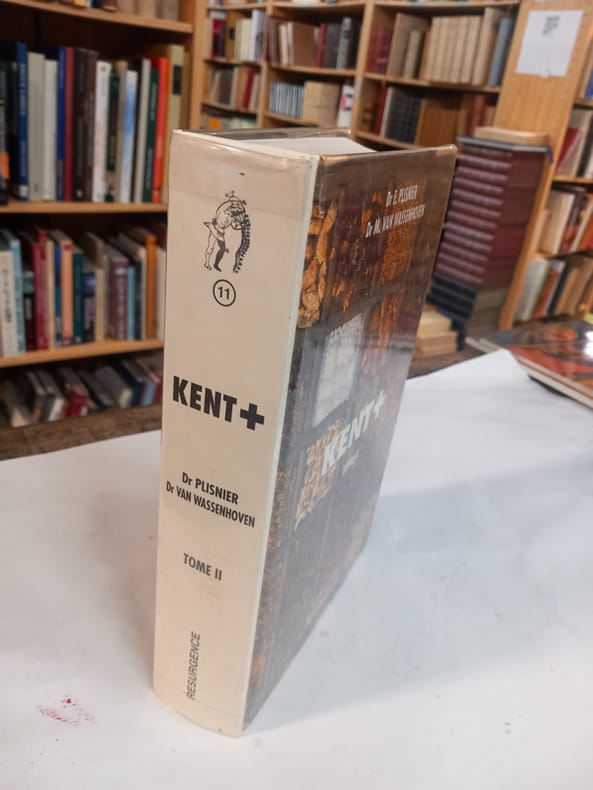 11
KENT+
Dr PLISNIER
Dr VAN WASSENHOVEN
TOME II
RESURGENCE
Dr E. PLISNIER
Dr M. VAN WASSENHOVEN
KENT+